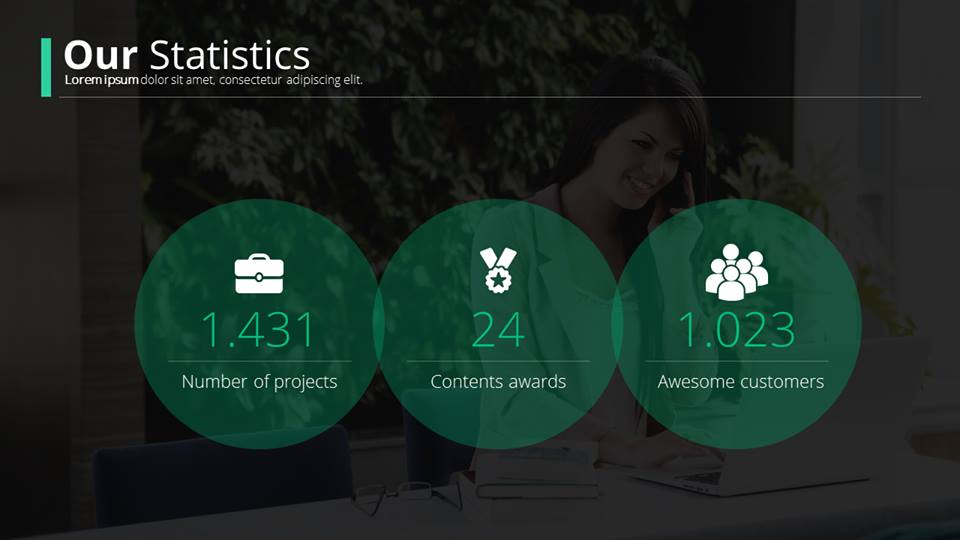 Our Statistics
Lorem ipsum dolor sit amet, consectetur adipiscing elit.
1.431
Number of projects
24
Contents awards
1.023
Awesome customers